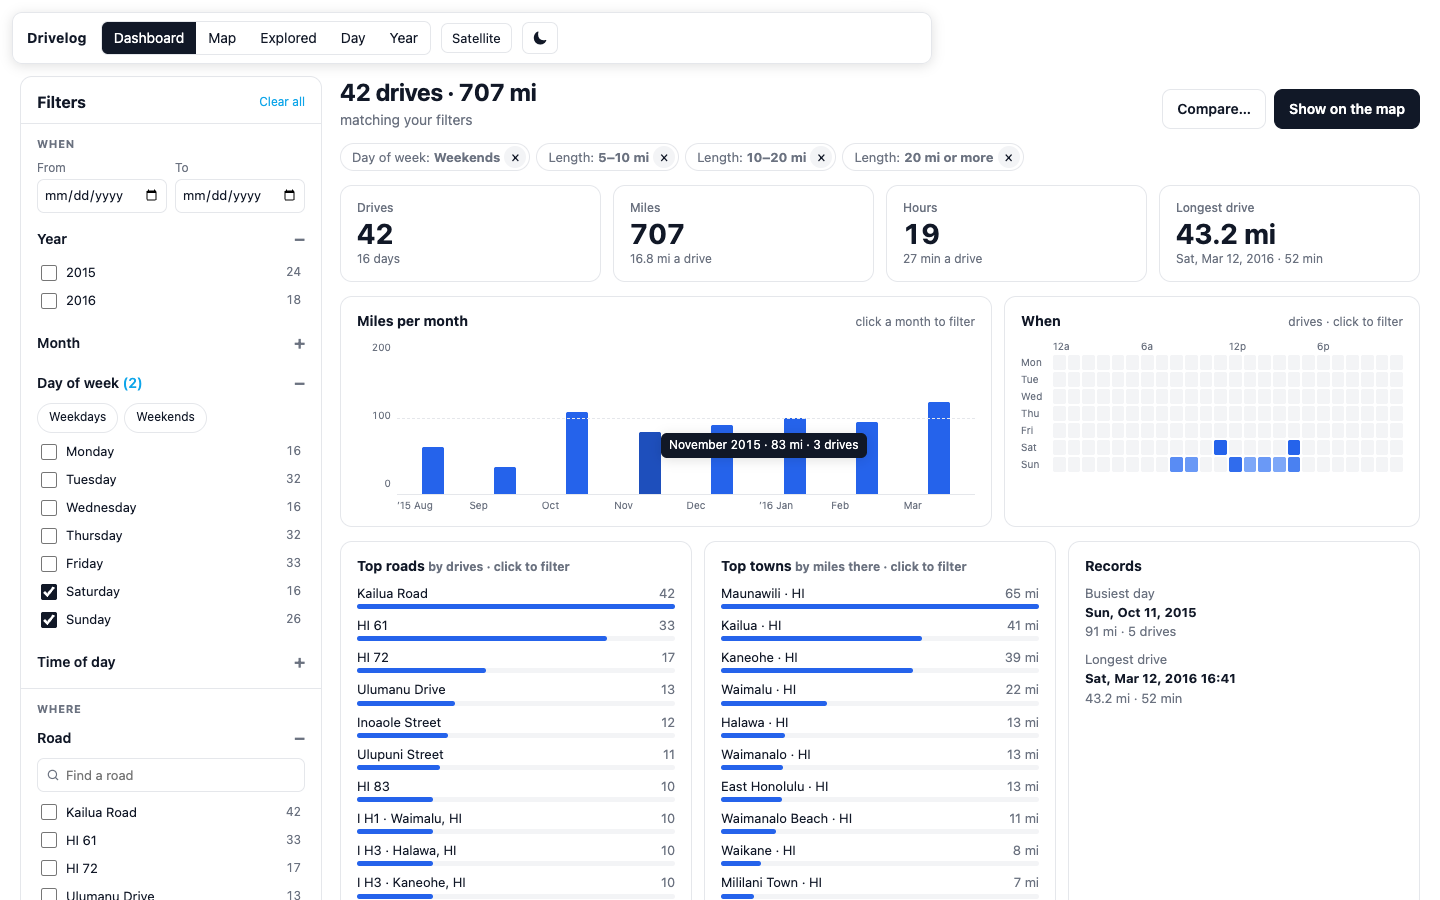 Drivelog Dashboard Map Explored Day Year Satellite
Filters Clear all
WHEN
From To
mm/dd/yyyy mm/dd/yyyy
Year
2015 24
2016 18
Month
Day of week (2)
Weekdays Weekends
Monday 16
Tuesday 32
Wednesday 16
Thursday 32
Friday 33
Saturday 16
Sunday 26
Time of day
WHERE
Road
Find a road
Kailua Road 42
HI 61 33
HI 72 17
Ulumanu Drive 13
42 drives · 707 mi
matching your filters
Compare... Show on the map
Day of week: Weekends × Length: 5–10 mi × Length: 10–20 mi × Length: 20 mi or more ×
Drives
42
16 days
Miles
707
16.8 mi a drive
Hours
19
27 min a drive
Longest drive
43.2 mi
Sat, Mar 12, 2016 · 52 min
Miles per month click a month to filter
200
100
0
November 2015 · 83 mi · 3 drives
'15 Aug Sep Oct Nov Dec '16 Jan Feb Mar
When drives · click to filter
12a 6a 12p 6p
Mon
Tue
Wed
Thu
Fri
Sat
Sun
Top roads by drives · click to filter
Kailua Road 42
HI 61 33
HI 72 17
Ulumanu Drive 13
Inoaole Street 12
Ulupuni Street 11
HI 83 10
I H1 · Waimalu, HI 10
I H3 · Halawa, HI 10
I H3 · Kaneohe, HI 10
Top towns by miles there · click to filter
Maunawili · HI 65 mi
Kailua · HI 41 mi
Kaneohe · HI 39 mi
Waimalu · HI 22 mi
Halawa · HI 13 mi
Waimanalo · HI 13 mi
East Honolulu · HI 13 mi
Waimanalo Beach · HI 11 mi
Waikane · HI 8 mi
Mililani Town · HI 7 mi
Records
Busiest day
Sun, Oct 11, 2015
91 mi · 5 drives
Longest drive
Sat, Mar 12, 2016 16:41
43.2 mi · 52 min